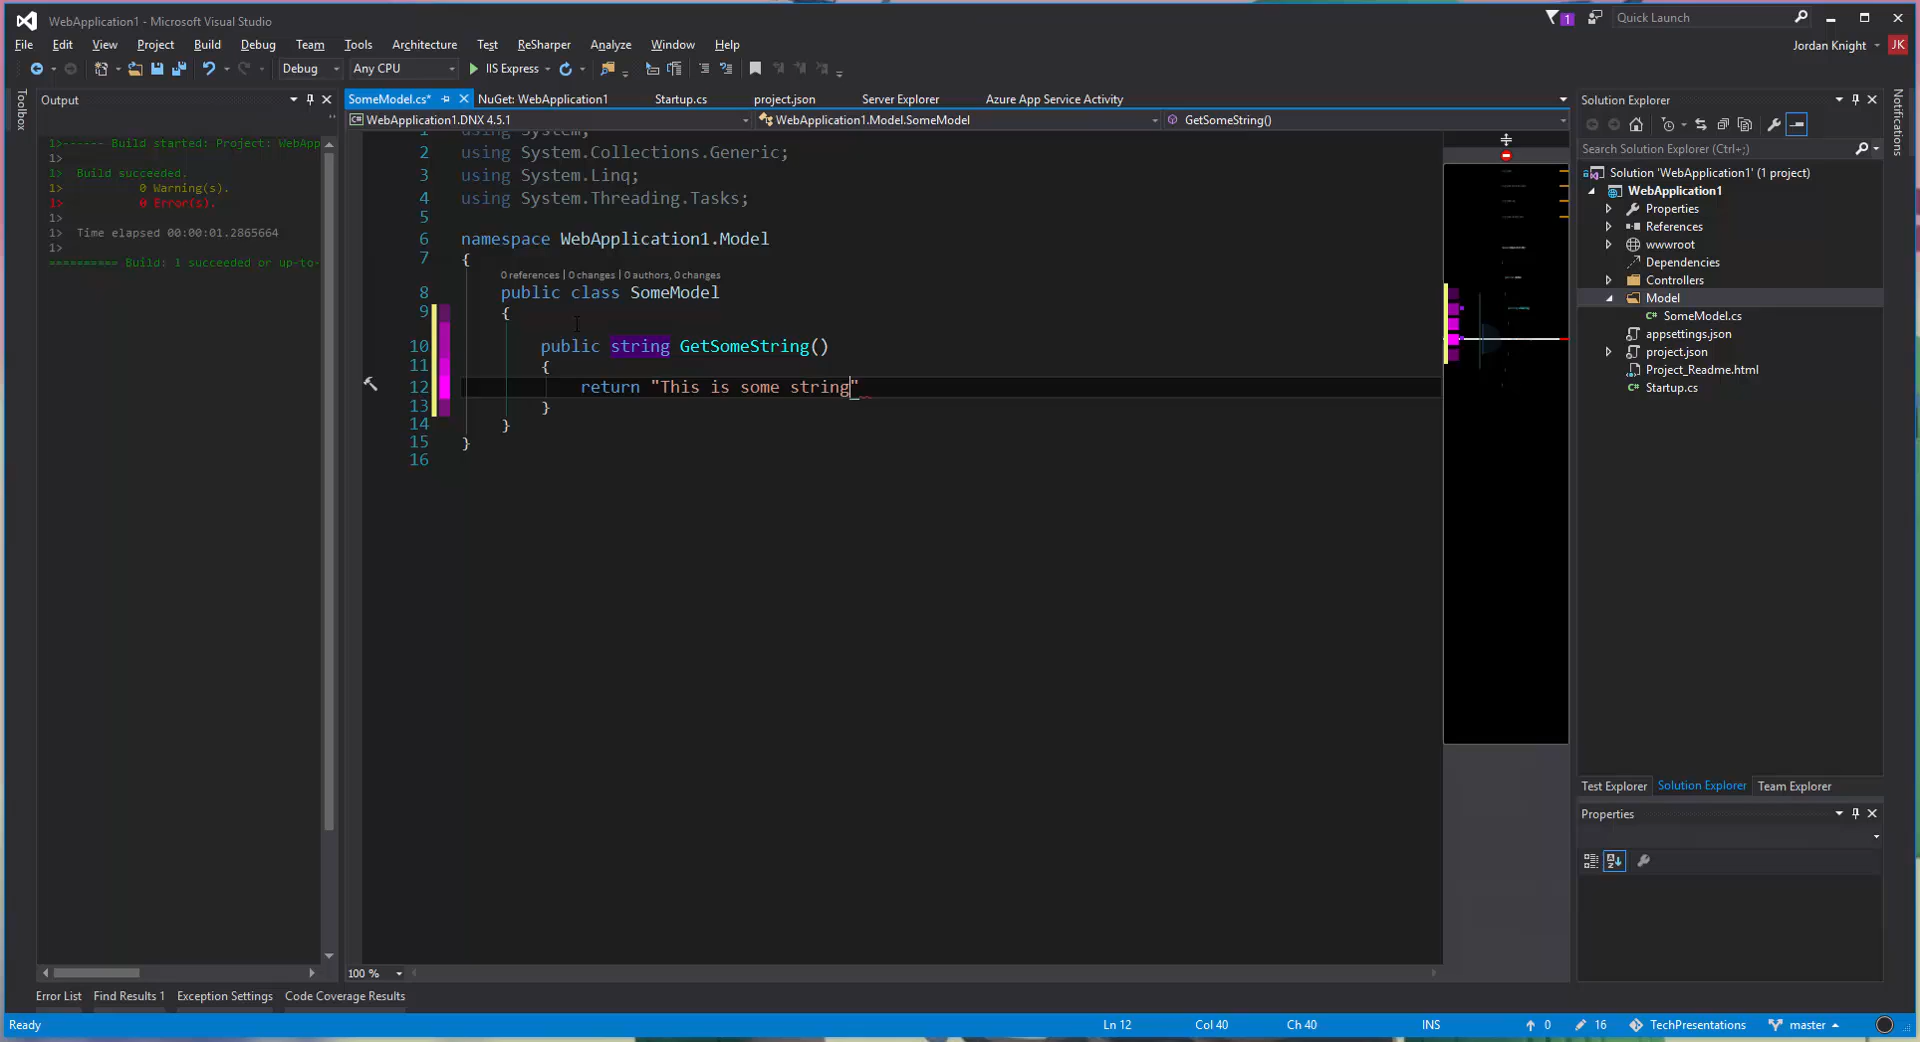 WebApplication1 - Microsoft Visual Studio
1
Quick Launch
File Edit View Project Build Debug Team Tools Architecture Test ReSharper Analyze Window Help
Jordan Knight
JK
Debug Any CPU IIS Express
Toolbox
Output
1>------ Build started: Project: WebApp
1>
1> Build succeeded.
1> 0 Warning(s).
1> 0 Error(s).
1>
1> Time elapsed 00:00:01.2865664
1>
========== Build: 1 succeeded or up-to-
SomeModel.cs* NuGet: WebApplication1 Startup.cs project.json Server Explorer Azure App Service Activity
WebApplication1.DNX 4.5.1 WebApplication1.Model.SomeModel GetSomeString()
1 using System;
2 using System.Collections.Generic;
3 using System.Linq;
4 using System.Threading.Tasks;
5
6 namespace WebApplication1.Model
7 {
0 references | 0 changes | 0 authors, 0 changes
8 public class SomeModel
9 {
10 public string GetSomeString()
11 {
12 return "This is some string"
13 }
14 }
15 }
16
100 %
Solution Explorer
Search Solution Explorer (Ctrl+;)
Solution 'WebApplication1' (1 project)
WebApplication1
Properties
References
wwwroot
Dependencies
Controllers
Model
C# SomeModel.cs
appsettings.json
project.json
Project_Readme.html
C# Startup.cs
Test Explorer Solution Explorer Team Explorer
Properties
Notifications
Error List Find Results 1 Exception Settings Code Coverage Results
Ready Ln 12 Col 40 Ch 40 INS 0 16 TechPresentations master